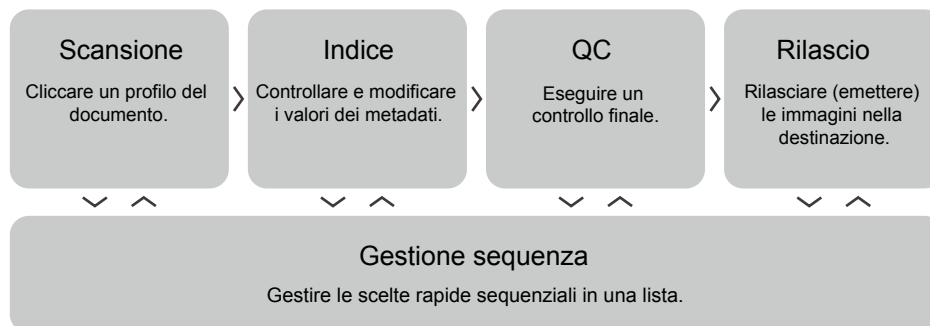 Scansione
Cliccare un profilo del
documento.
Indice
Controllare e modificare
i valori dei metadati.
QC
Eseguire un
controllo finale.
Rilascio
Rilasciare (emettere)
le immagini nella
destinazione.
Gestione sequenza
Gestire le scelte rapide sequenziali in una lista.